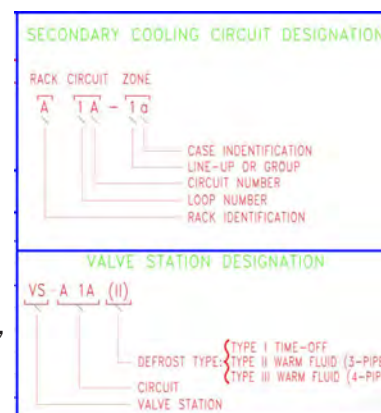 SECONDARY COOLING CIRCUIT DESIGNATION
RACK CIRCUIT ZONE
A 1 A - 1 a
CASE INDENTIFICATION
LINE-UP OR GROUP
CIRCUIT NUMBER
LOOP NUMBER
RACK IDENTIFICATION
VALVE STATION DESIGNATION
VS - A 1A (II)
TYPE I TIME-OFF
DEFROST TYPE: TYPE II WARM FLUID (3-PIPE
TYPE III WARM FLUID (4-PIP
CIRCUIT
VALVE STATION
,